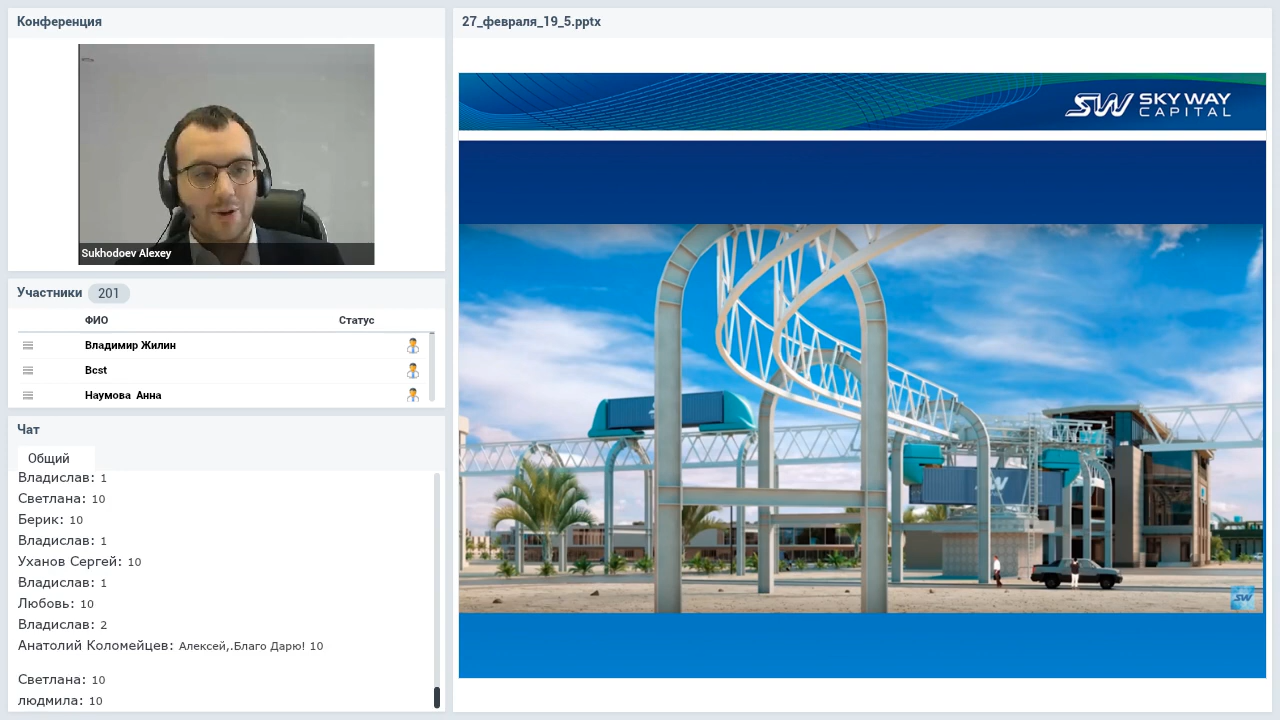 Конференция
Sukhodoev Alexey
Участники 201
ФИО Статус
Владимир Жилин
Bcst
Наумова Анна
Чат
Общий
Владислав: 1
Светлана: 10
Берик: 10
Владислав: 1
Уханов Сергей: 10
Владислав: 1
Любовь: 10
Владислав: 2
Анатолий Коломейцев: Алексей,.Благо Дарю! 10
Светлана: 10
людмила: 10
27_февраля_19_5.pptx
SW SKY WAY
CAPITAL
SW
SW